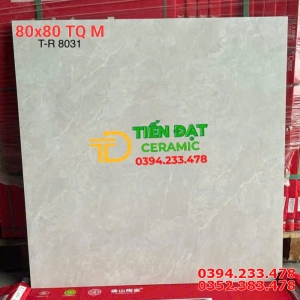 80x80 TQ M
T-R 8031
TIẾN ĐẠT
CERAMIC
0394.233.478
0394.233.478
0352.383.478